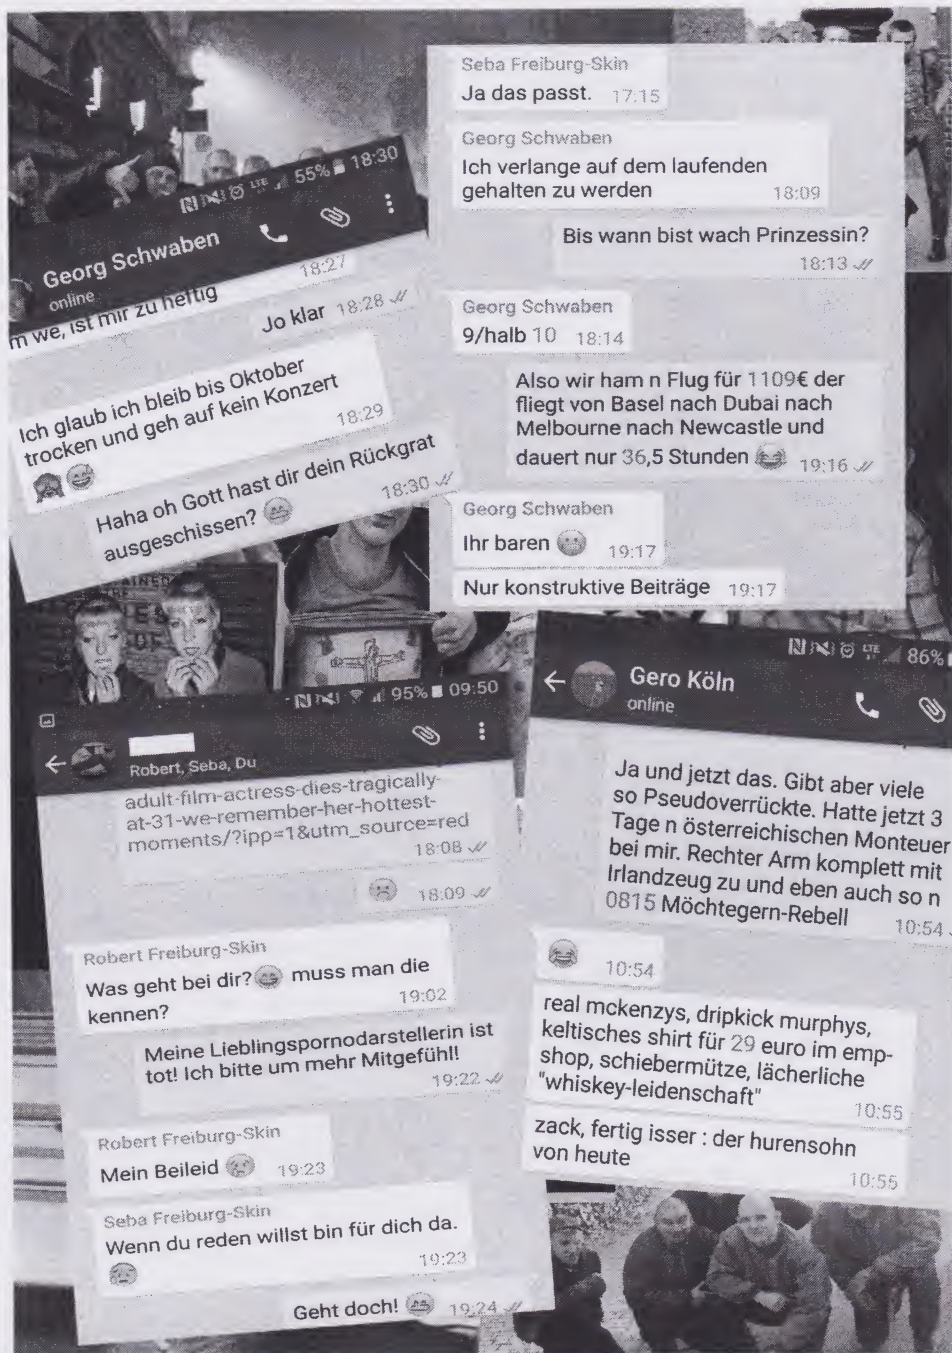 55% 18:30
Georg Schwaben
online
m we, ist mir zu heftig
18:27
Jo klar 18:28
Ich glaub ich bleib bis Oktober
trocken und geh auf kein Konzert
18:29
Haha oh Gott hast dir dein Rückgrat
ausgeschissen? 18:30
Seba Freiburg-Skin
Ja das passt. 17:15
Georg Schwaben
Ich verlange auf dem laufenden
gehalten zu werden 18:09
Bis wann bist wach Prinzessin?
18:13
Georg Schwaben
9/halb 10 18:14
Also wir ham n Flug für 1109€ der
fliegt von Basel nach Dubai nach
Melbourne nach Newcastle und
dauert nur 36,5 Stunden 😂 19:16
Georg Schwaben
Ihr baren 😬 19:17
Nur konstruktive Beiträge 19:17
95% 09:50
Robert, Seba, Du
adult-film-actress-dies-tragically-
at-31-we-remember-her-hottest-
moments/?ipp=1&utm_source=red
18:08
18:09
Robert Freiburg-Skin
Was geht bei dir? muss man die
kennen? 19:02
Meine Lieblingspornodarstellerin ist
tot! Ich bitte um mehr Mitgefühl!
19:22
Robert Freiburg-Skin
Mein Beileid 19:23
Seba Freiburg-Skin
Wenn du reden willst bin für dich da.
19:23
Geht doch! 19:24
LTE 86%
Gero Köln
online
Ja und jetzt das. Gibt aber viele
so Pseudoverrückte. Hatte jetzt 3
Tage n österreichischen Monteuer
bei mir. Rechter Arm komplett mit
Irlandzeug zu und eben auch so n
0815 Möchtegern-Rebell 10:54
😂 10:54
real mckenzys, dripkick murphys,
keltisches shirt für 29 euro im emp-
shop, schiebermütze, lächerliche
"whiskey-leidenschaft" 10:55
zack, fertig isser : der hurensohn
von heute 10:55